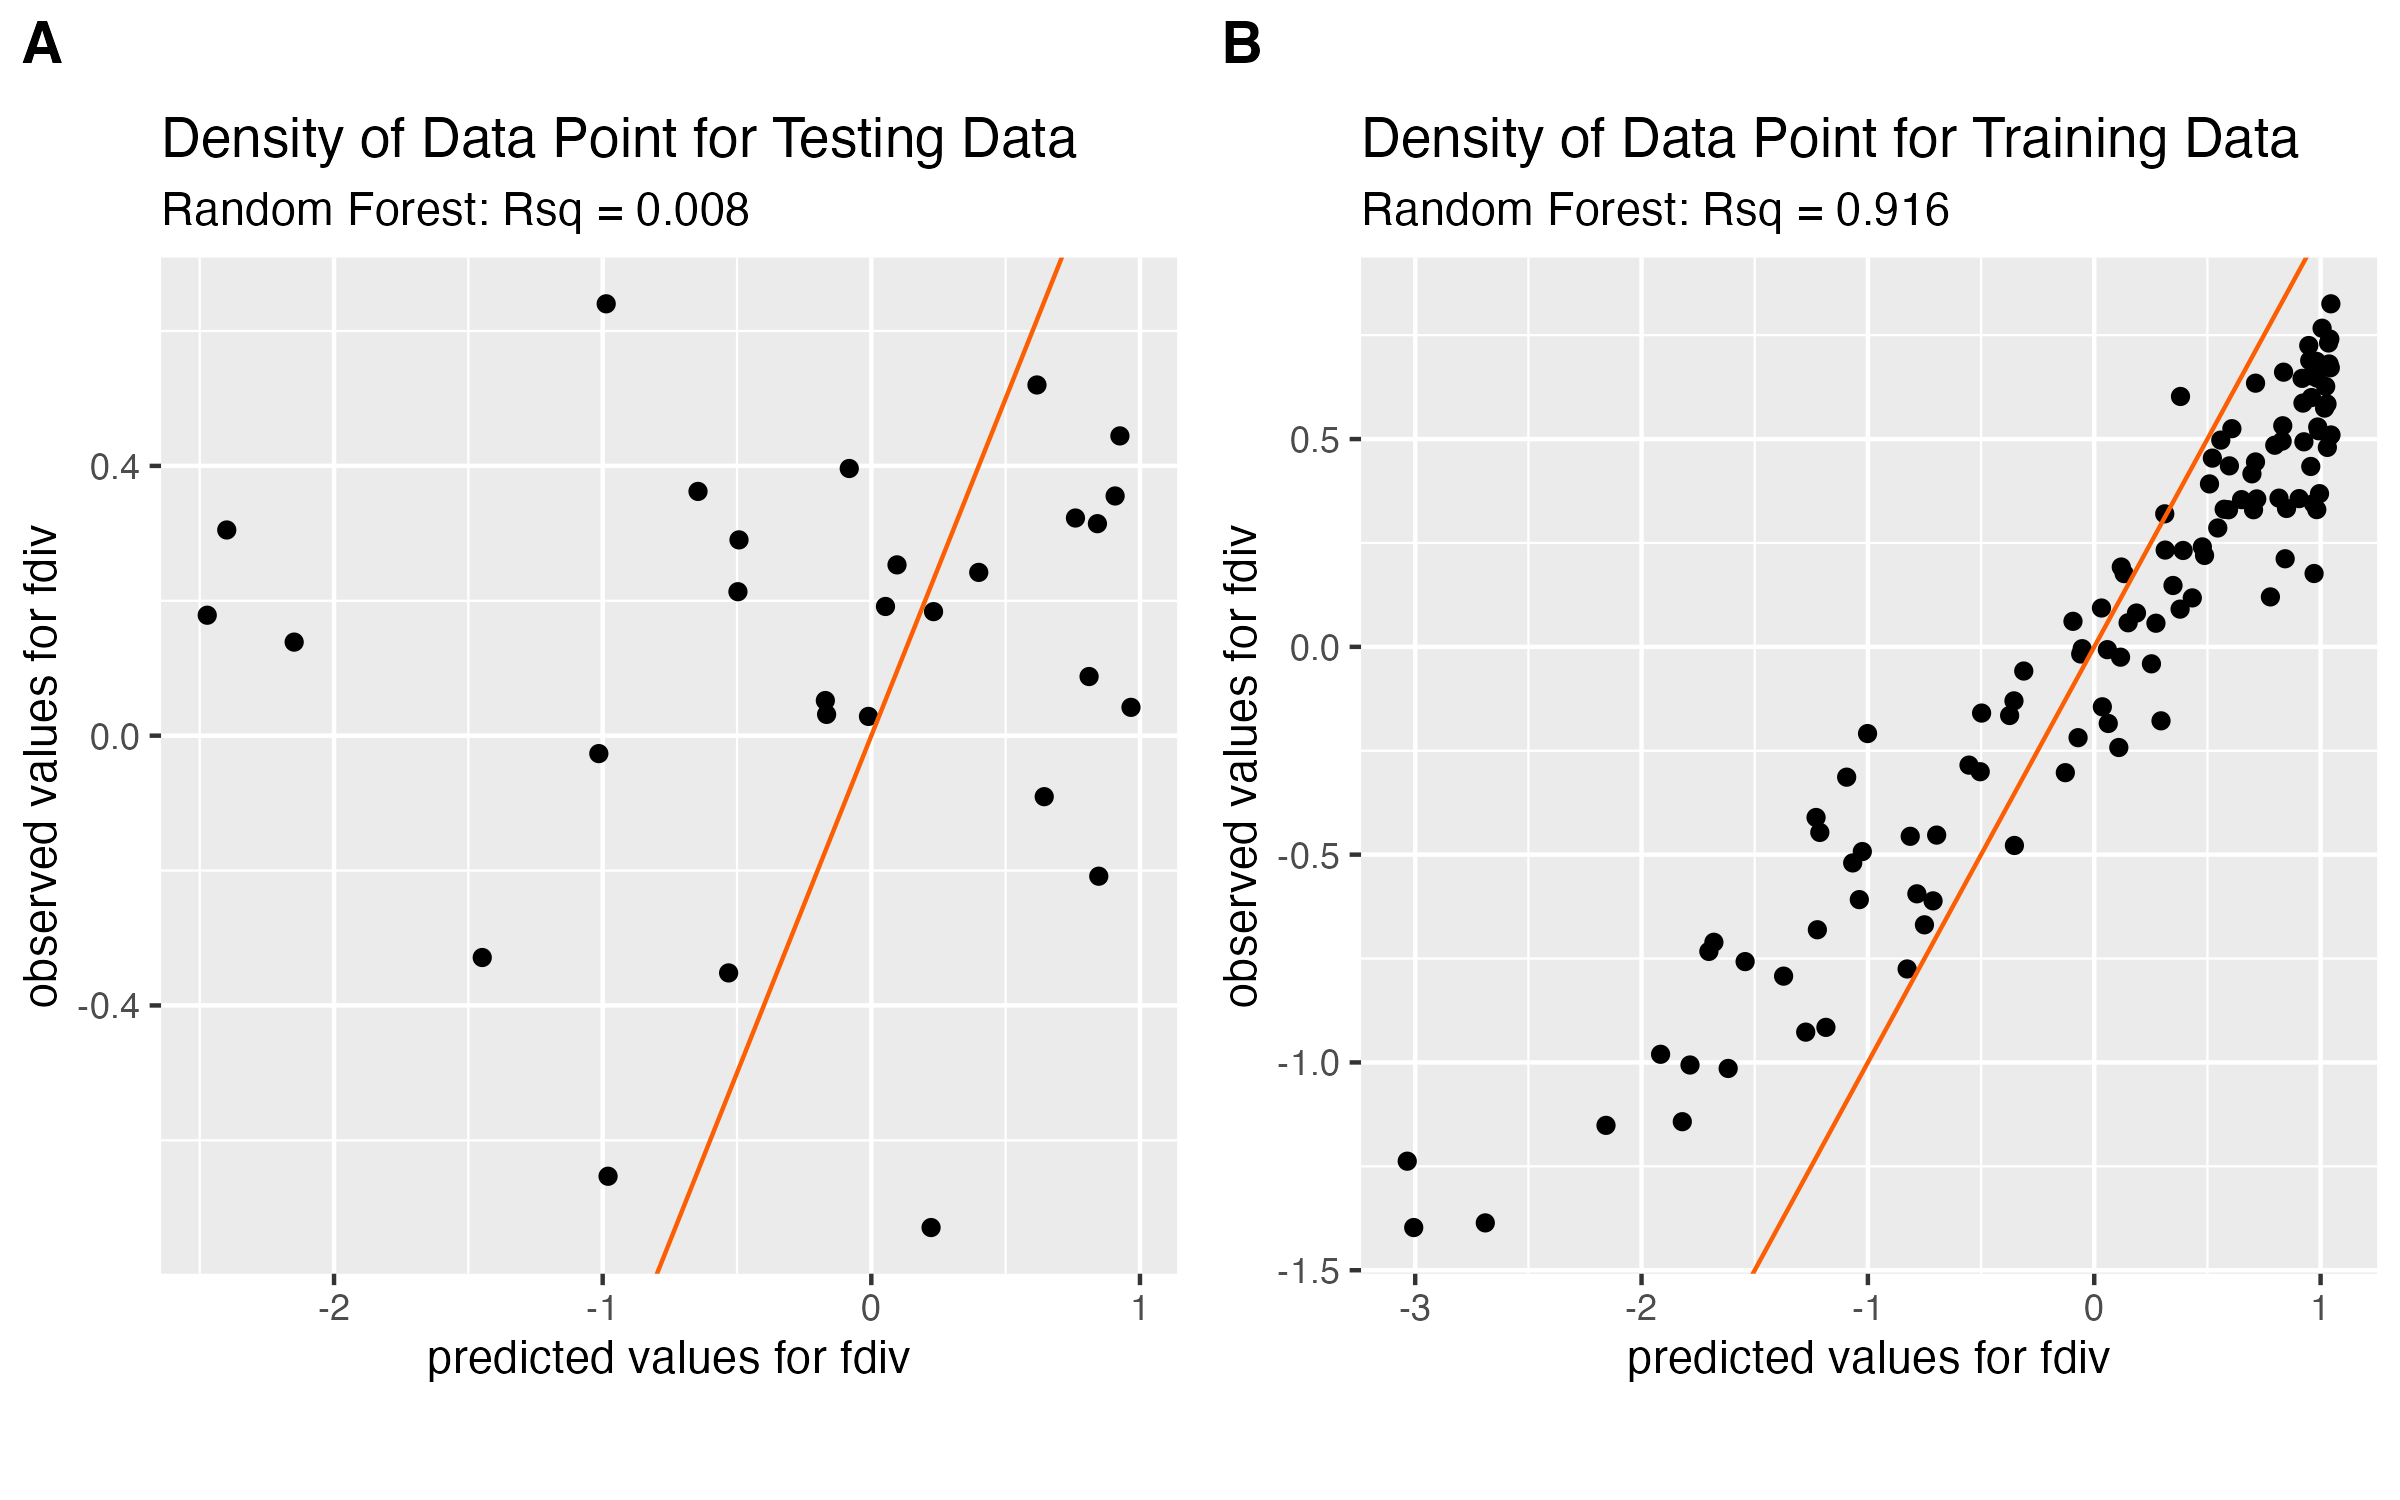 A
Density of Data Point for Testing Data
Random Forest: Rsq = 0.008
observed values for fdiv
0.4
0.0
-0.4
-2
-1
0
1
predicted values for fdiv
B
Density of Data Point for Training Data
Random Forest: Rsq = 0.916
observed values for fdiv
0.5
0.0
-0.5
-1.0
-1.5
-3
-2
-1
0
1
predicted values for fdiv